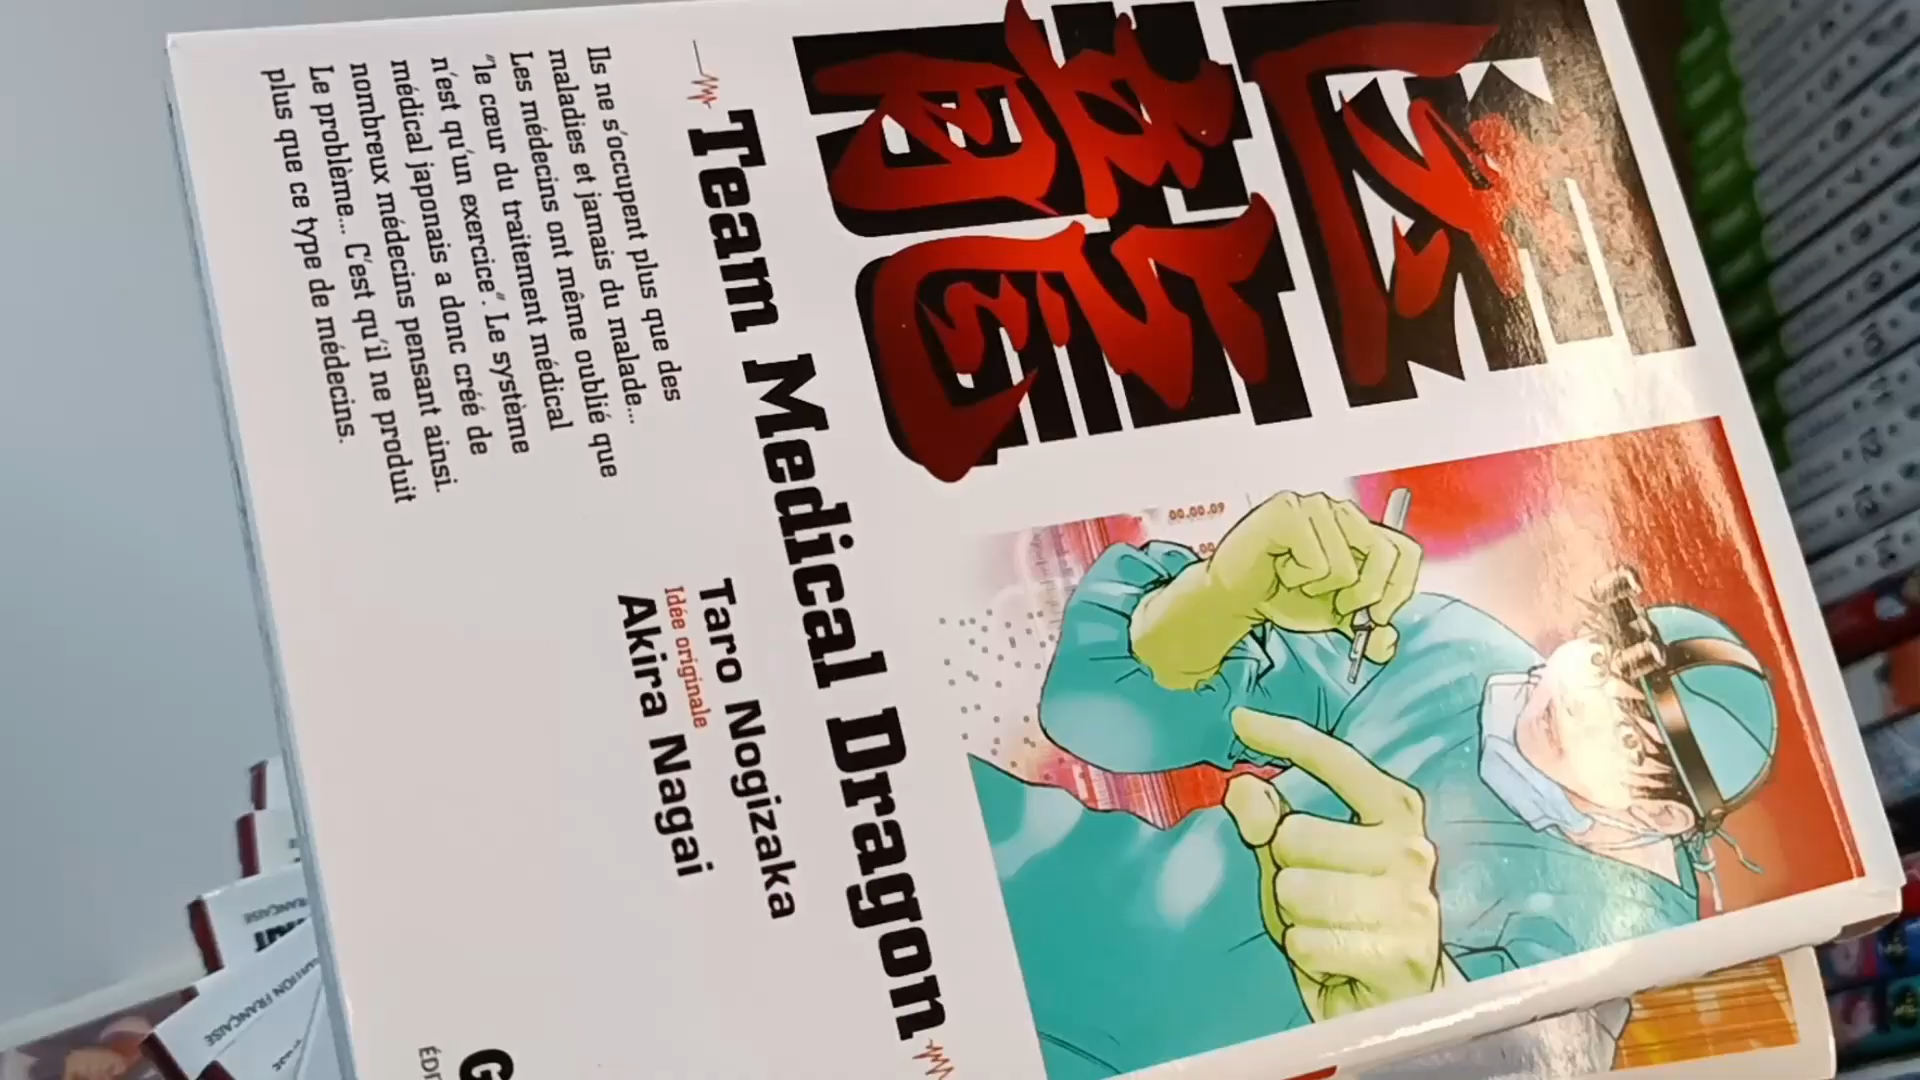 医龍
Team Medical Dragon
Ils ne s'occupent plus que des
maladies et jamais du malade...
Les médecins ont même oublié que
"le cœur du traitement médical
n'est qu'un exercice". Le système
médical japonais a donc créé de
nombreux médecins pensant ainsi.
Le problème... C'est qu'il ne produit
plus que ce type de médecins.
Taro Nogizaka
Idée originale
Akira Nagai
00.00.09